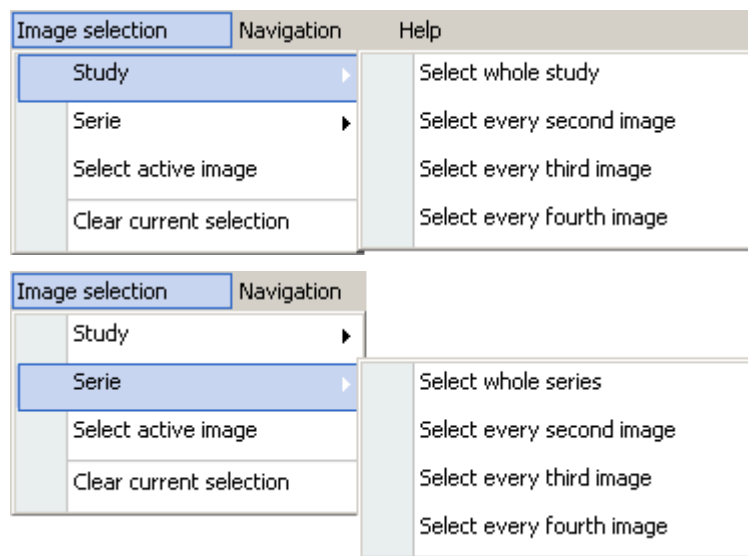 Image selection Navigation Help
Study Select whole study
Serie Select every second image
Select active image Select every third image
Clear current selection Select every fourth image
Image selection Navigation
Study
Serie Select whole series
Select active image Select every second image
Clear current selection Select every third image
Select every fourth image